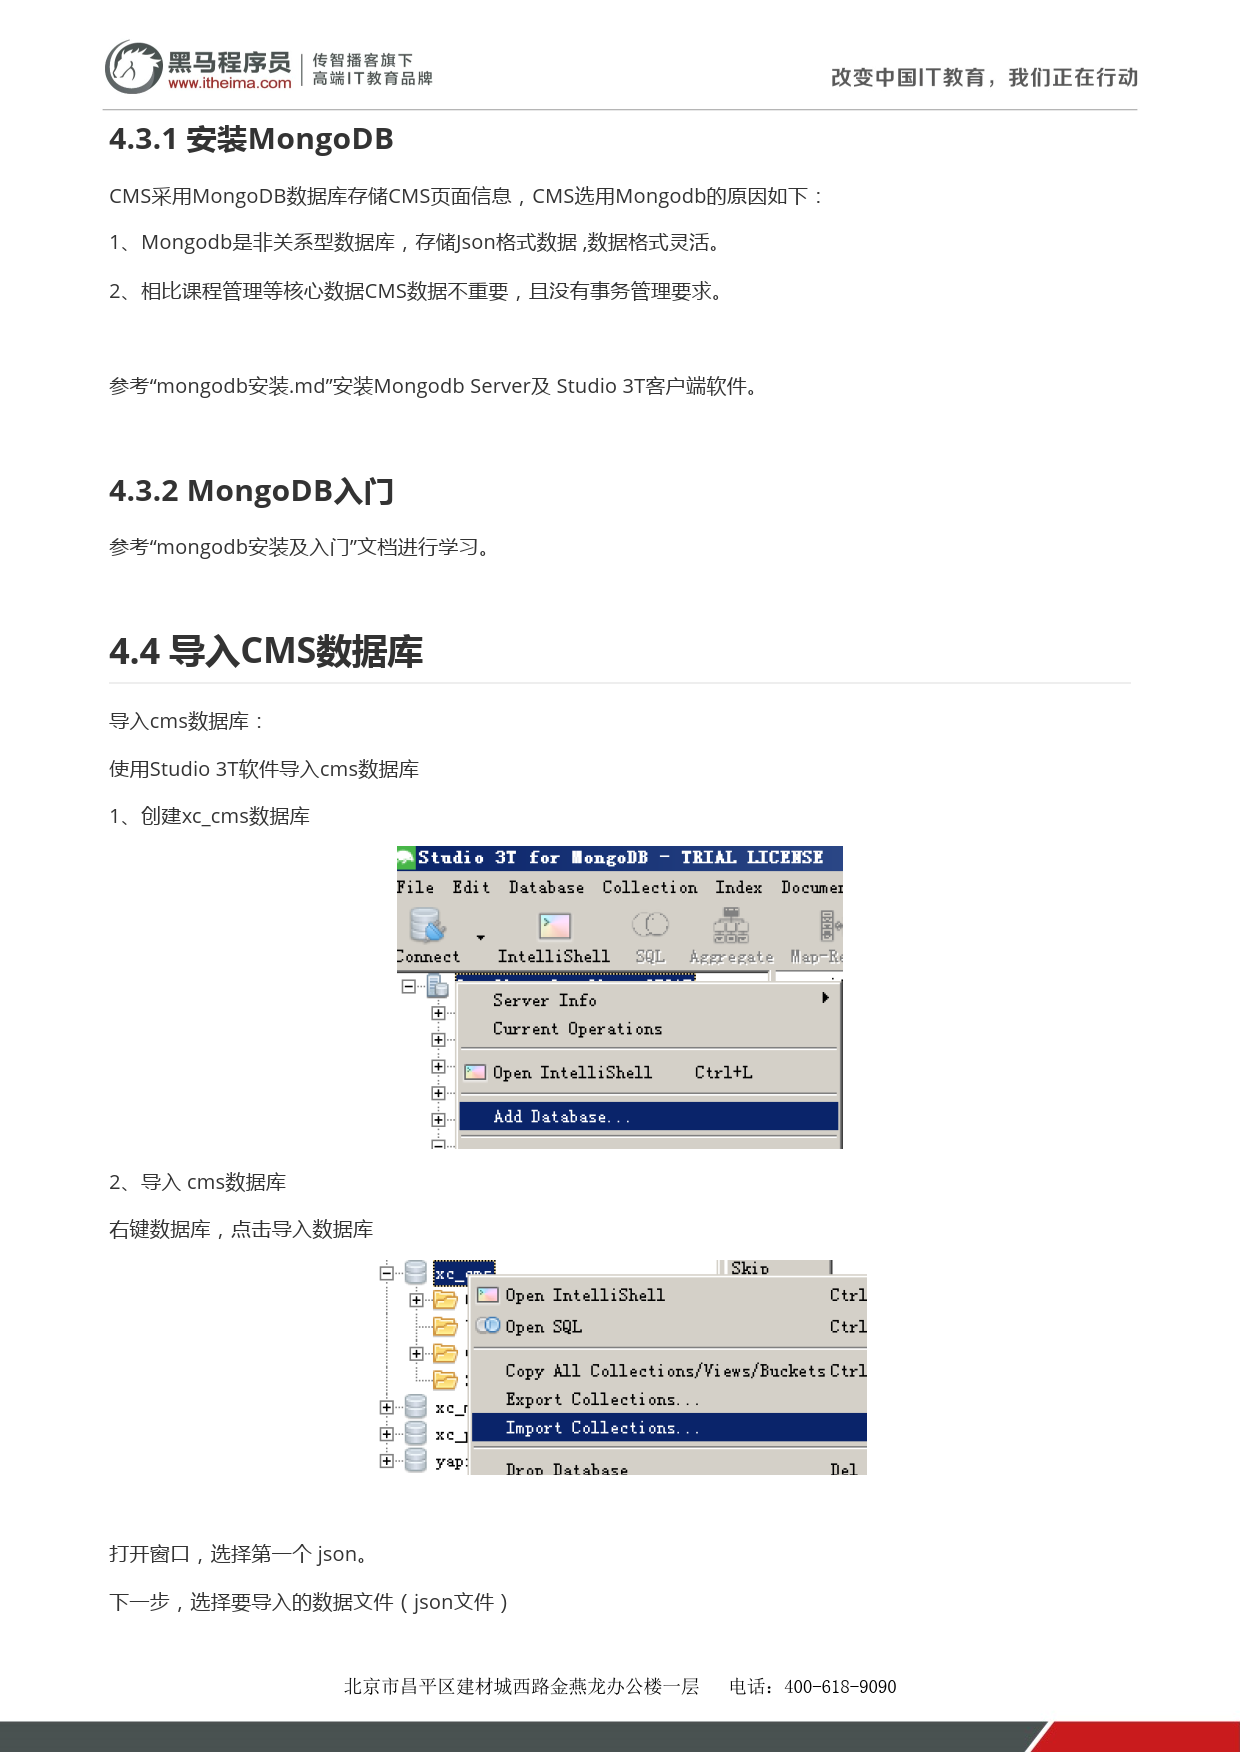 黑马程序员
www.itheima.com
传智播客旗下
高端IT教育品牌
改变中国IT教育，我们正在行动
4.3.1 安装MongoDB
CMS采用MongoDB数据库存储CMS页面信息，CMS选用Mongodb的原因如下：
1、Mongodb是非关系型数据库，存储Json格式数据 ,数据格式灵活。
2、相比课程管理等核心数据CMS数据不重要，且没有事务管理要求。
参考“mongodb安装.md”安装Mongodb Server及 Studio 3T客户端软件。
4.3.2 MongoDB入门
参考“mongodb安装及入门”文档进行学习。
4.4 导入CMS数据库
导入cms数据库：
使用Studio 3T软件导入cms数据库
1、创建xc_cms数据库
Studio 3T for MongoDB - TRIAL LICENSE
File Edit Database Collection Index Documen
Connect IntelliShell SQL Aggregate Map-Re
Server Info
Current Operations
Open IntelliShell Ctrl+L
Add Database...
2、导入 cms数据库
右键数据库，点击导入数据库
Skip
xc_cms
Open IntelliShell Ctrl
Open SQL Ctrl
Copy All Collections/Views/Buckets Ctrl
Export Collections...
xc_
Import Collections...
xc_
yap
Drop Database Del
打开窗口，选择第一个 json。
下一步，选择要导入的数据文件（json文件）
北京市昌平区建材城西路金燕龙办公楼一层 电话：400-618-9090